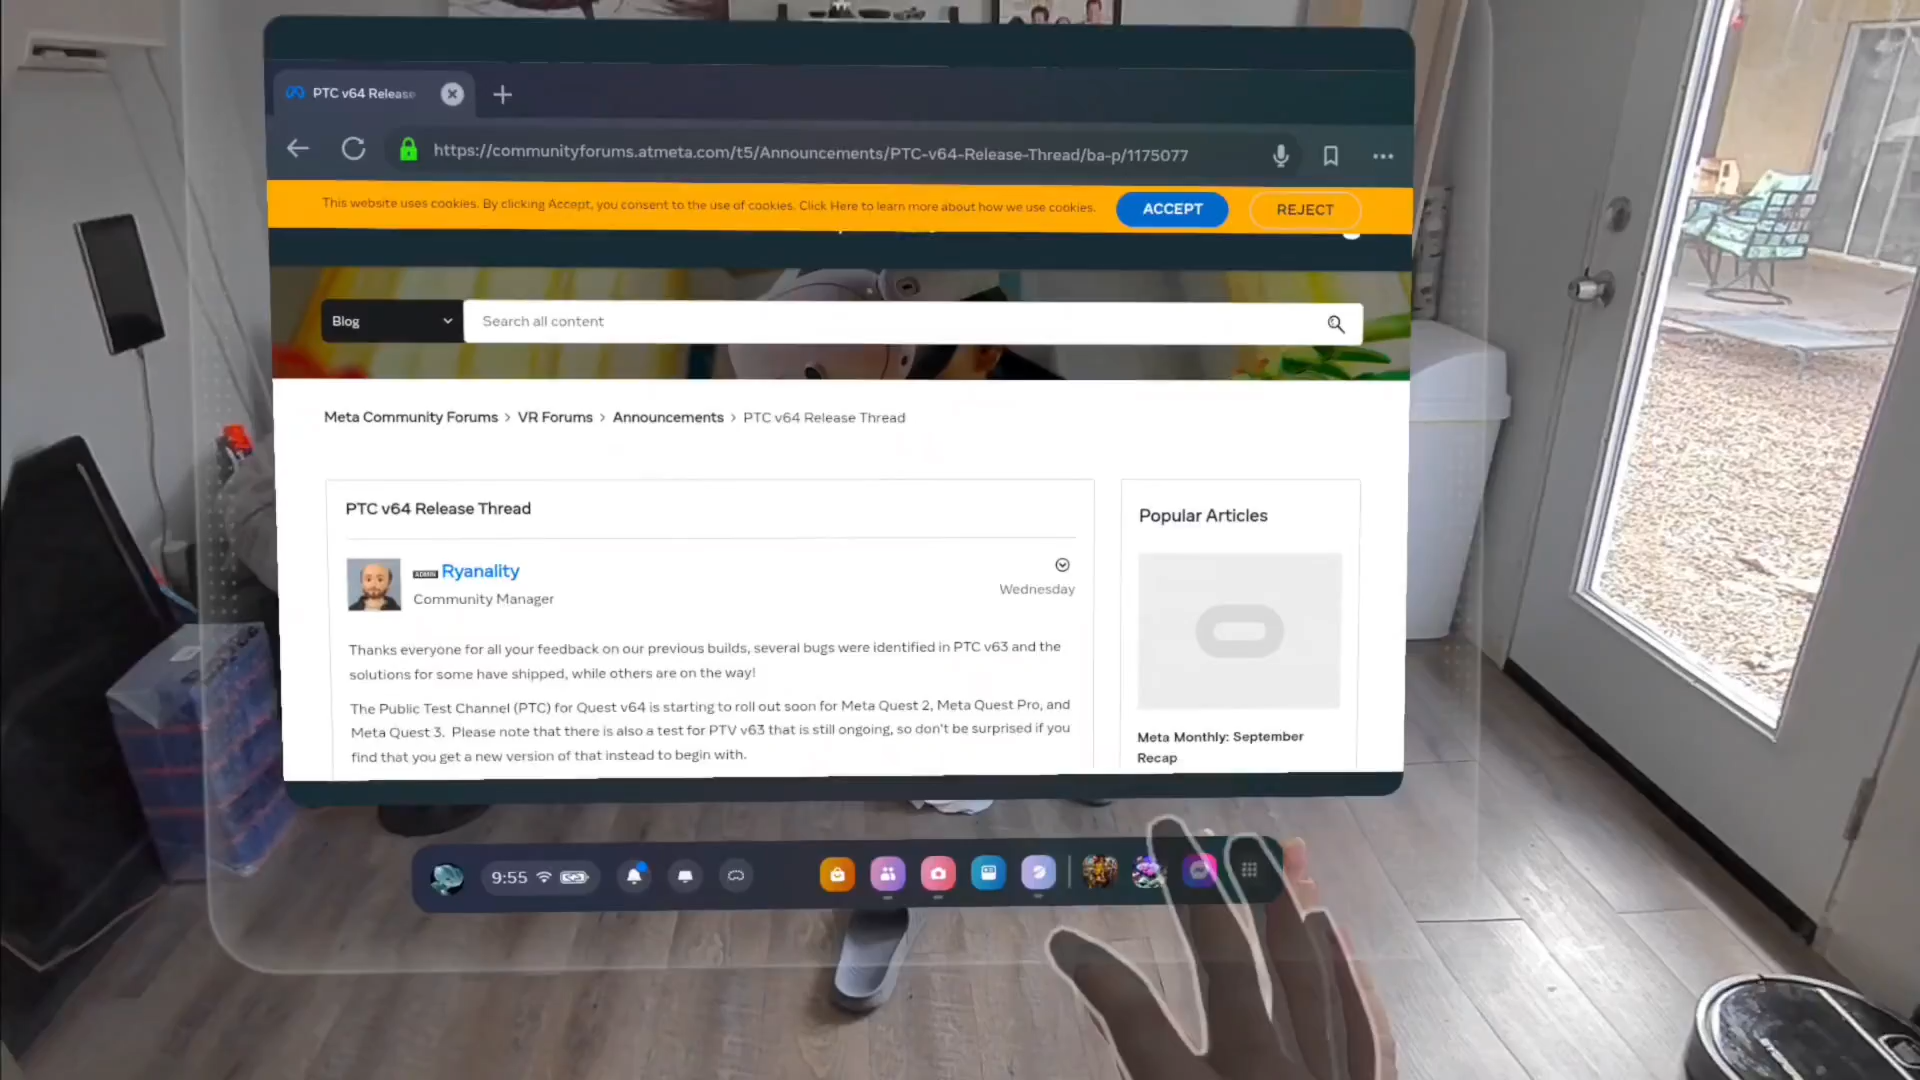 PTC v64 Release
https://communityforums.atmeta.com/t5/Announcements/PTC-v64-Release-Thread/ba-p/1175077
This website uses cookies. By clicking Accept, you consent to the use of cookies. Click Here to learn more about how we use cookies.
ACCEPT
REJECT
Blog
Search all content
Meta Community Forums > VR Forums > Announcements > PTC v64 Release Thread
PTC v64 Release Thread
Popular Articles
ADMIN Ryanality
Community Manager
Wednesday
Thanks everyone for all your feedback on our previous builds, several bugs were identified in PTC v63 and the
solutions for some have shipped, while others are on the way!
The Public Test Channel (PTC) for Quest v64 is starting to roll out soon for Meta Quest 2, Meta Quest Pro, and
Meta Quest 3. Please note that there is also a test for PTV v63 that is still ongoing, so don't be surprised if you
find that you get a new version of that instead to begin with.
Meta Monthly: September
Recap
9:55